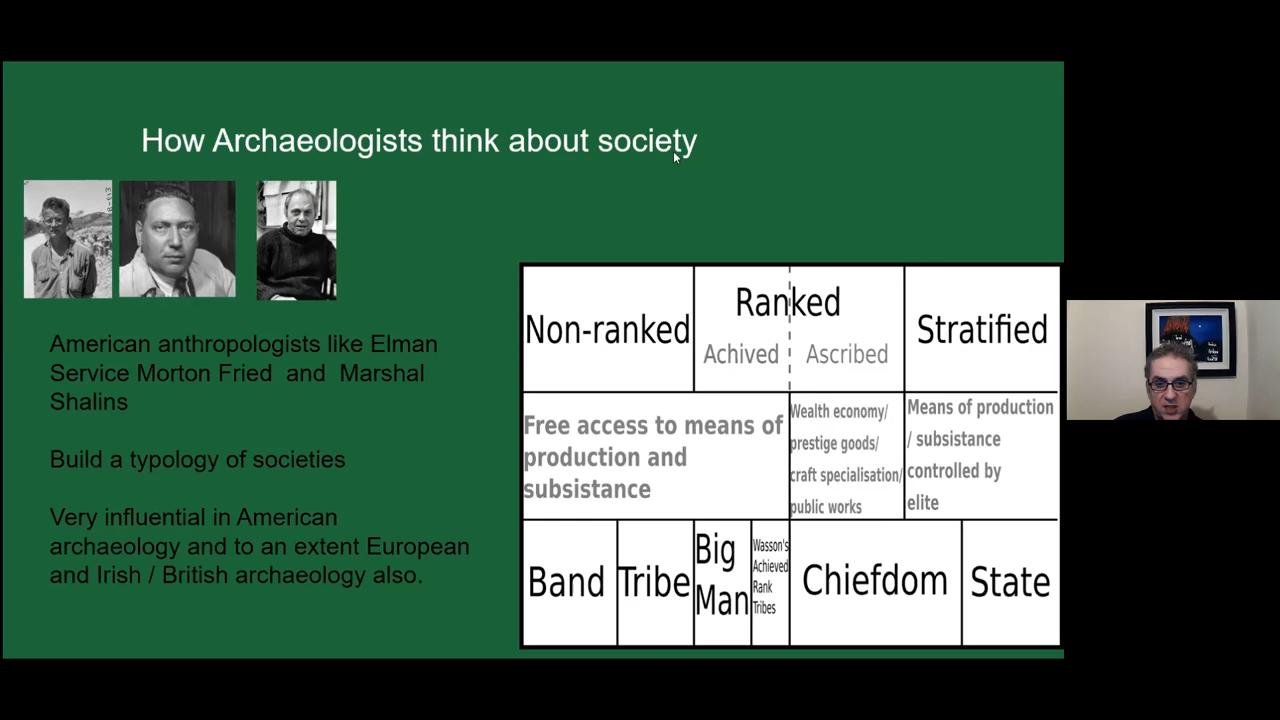 How Archaeologists think about society
American anthropologists like Elman
Service Morton Fried and Marshal
Shalins
Build a typology of societies
Very influential in American
archaeology and to an extent European
and Irish / British archaeology also.
Non-ranked
Ranked
Achived
Ascribed
Stratified
Free access to means of
production and
subsistance
Wealth economy/
prestige goods/
craft specialisation/
public works
Means of production
/ subsistance
controlled by
elite
Band
Tribe
Big
Man
Wasson's
Achieved
Rank
Tribes
Chiefdom
State